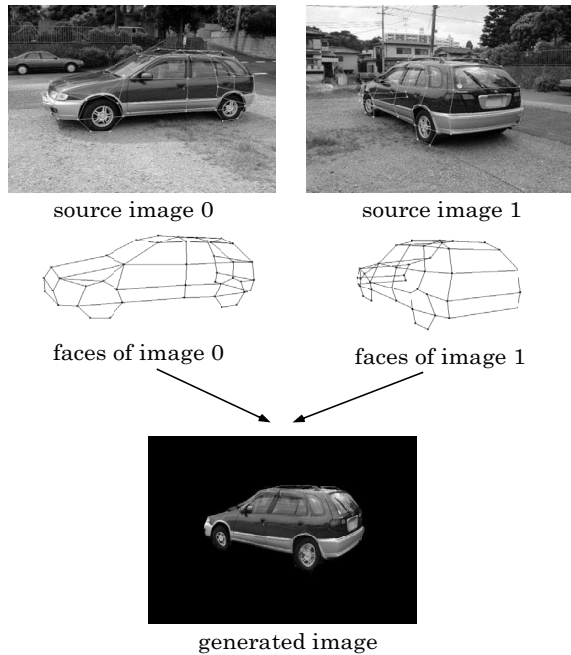 source image 0
source image 1
faces of image 0
faces of image 1
generated image